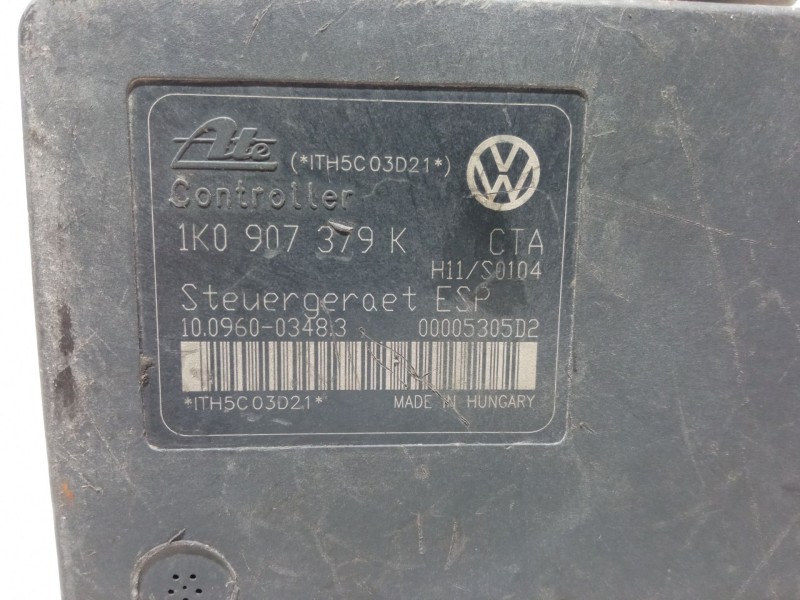 Ate (*ITH5C03D21*) VW
Controller
1K0 907 379 K CTA
H11/S0104
Steuergeraet ESP
10.0960-0348.3 00005305D2
*ITH5C03D21* MADE IN HUNGARY